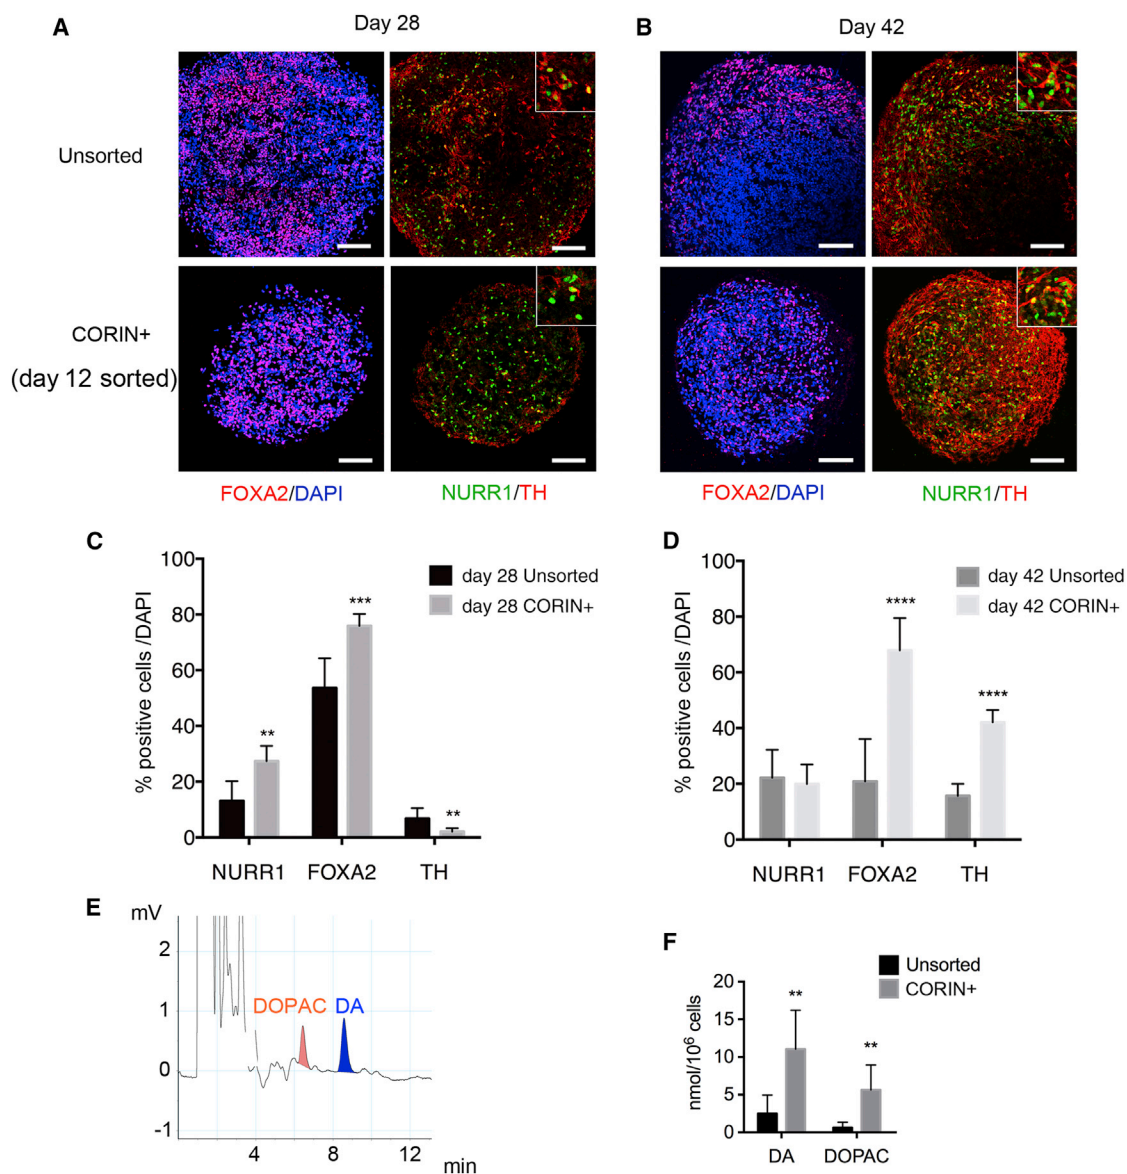 A
Day 28
B
Day 42
Unsorted
CORIN+
(day 12 sorted)
FOXA2/DAPI
NURR1/TH
FOXA2/DAPI
NURR1/TH
C
% positive cells /DAPI
100
80
60
40
20
0
day 28 Unsorted
day 28 CORIN+
**
***
**
NURR1
FOXA2
TH
D
% positive cells /DAPI
100
80
60
40
20
0
day 42 Unsorted
day 42 CORIN+
****
****
NURR1
FOXA2
TH
E
mV
2
1
0
-1
DOPAC
DA
4
8
12
min
F
Unsorted
CORIN+
nmol/10⁶ cells
20
15
10
5
0
**
**
DA
DOPAC